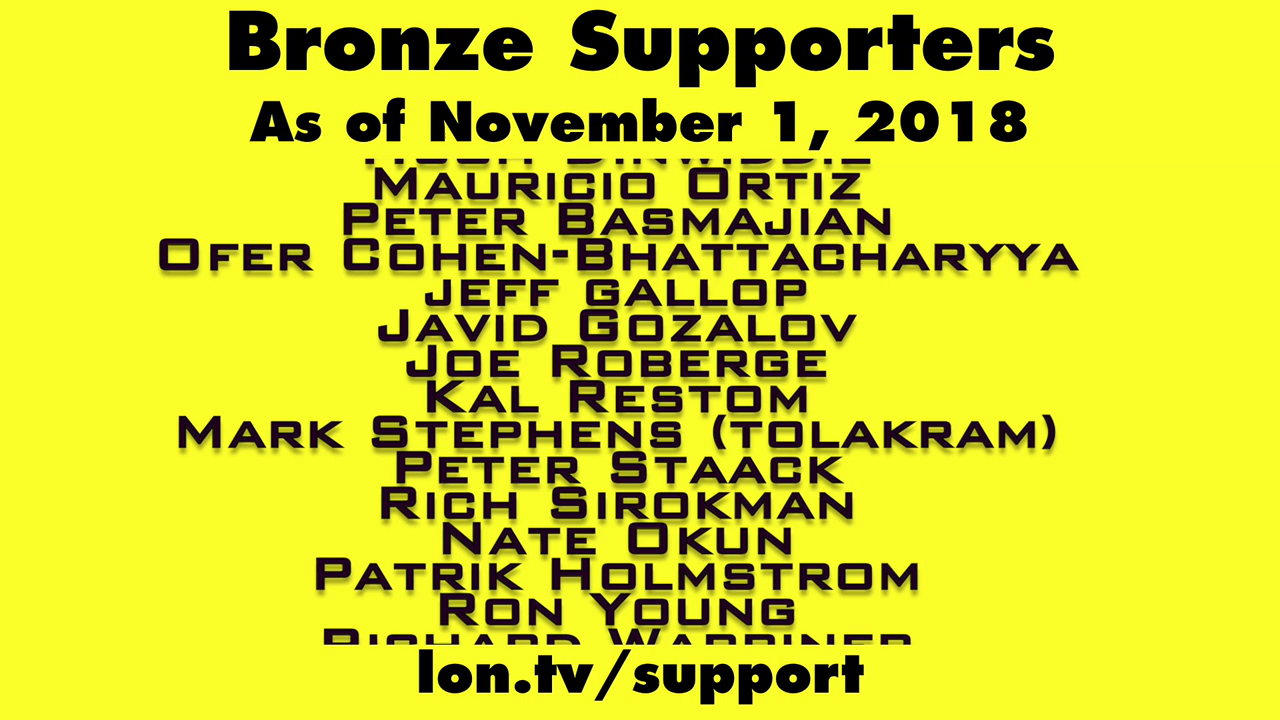 Bronze Supporters
As of November 1, 2018
Mauricio Ortiz
Peter Basmajian
Ofer Cohen-Bhattacharyya
jeff gallop
Javid Gozalov
Joe Roberge
Kal Restom
Mark Stephens (tolakram)
Peter Staack
Rich Sirokman
Nate Okun
Patrik Holmstrom
Ron Young
Richard Warriner
lon.tv/support